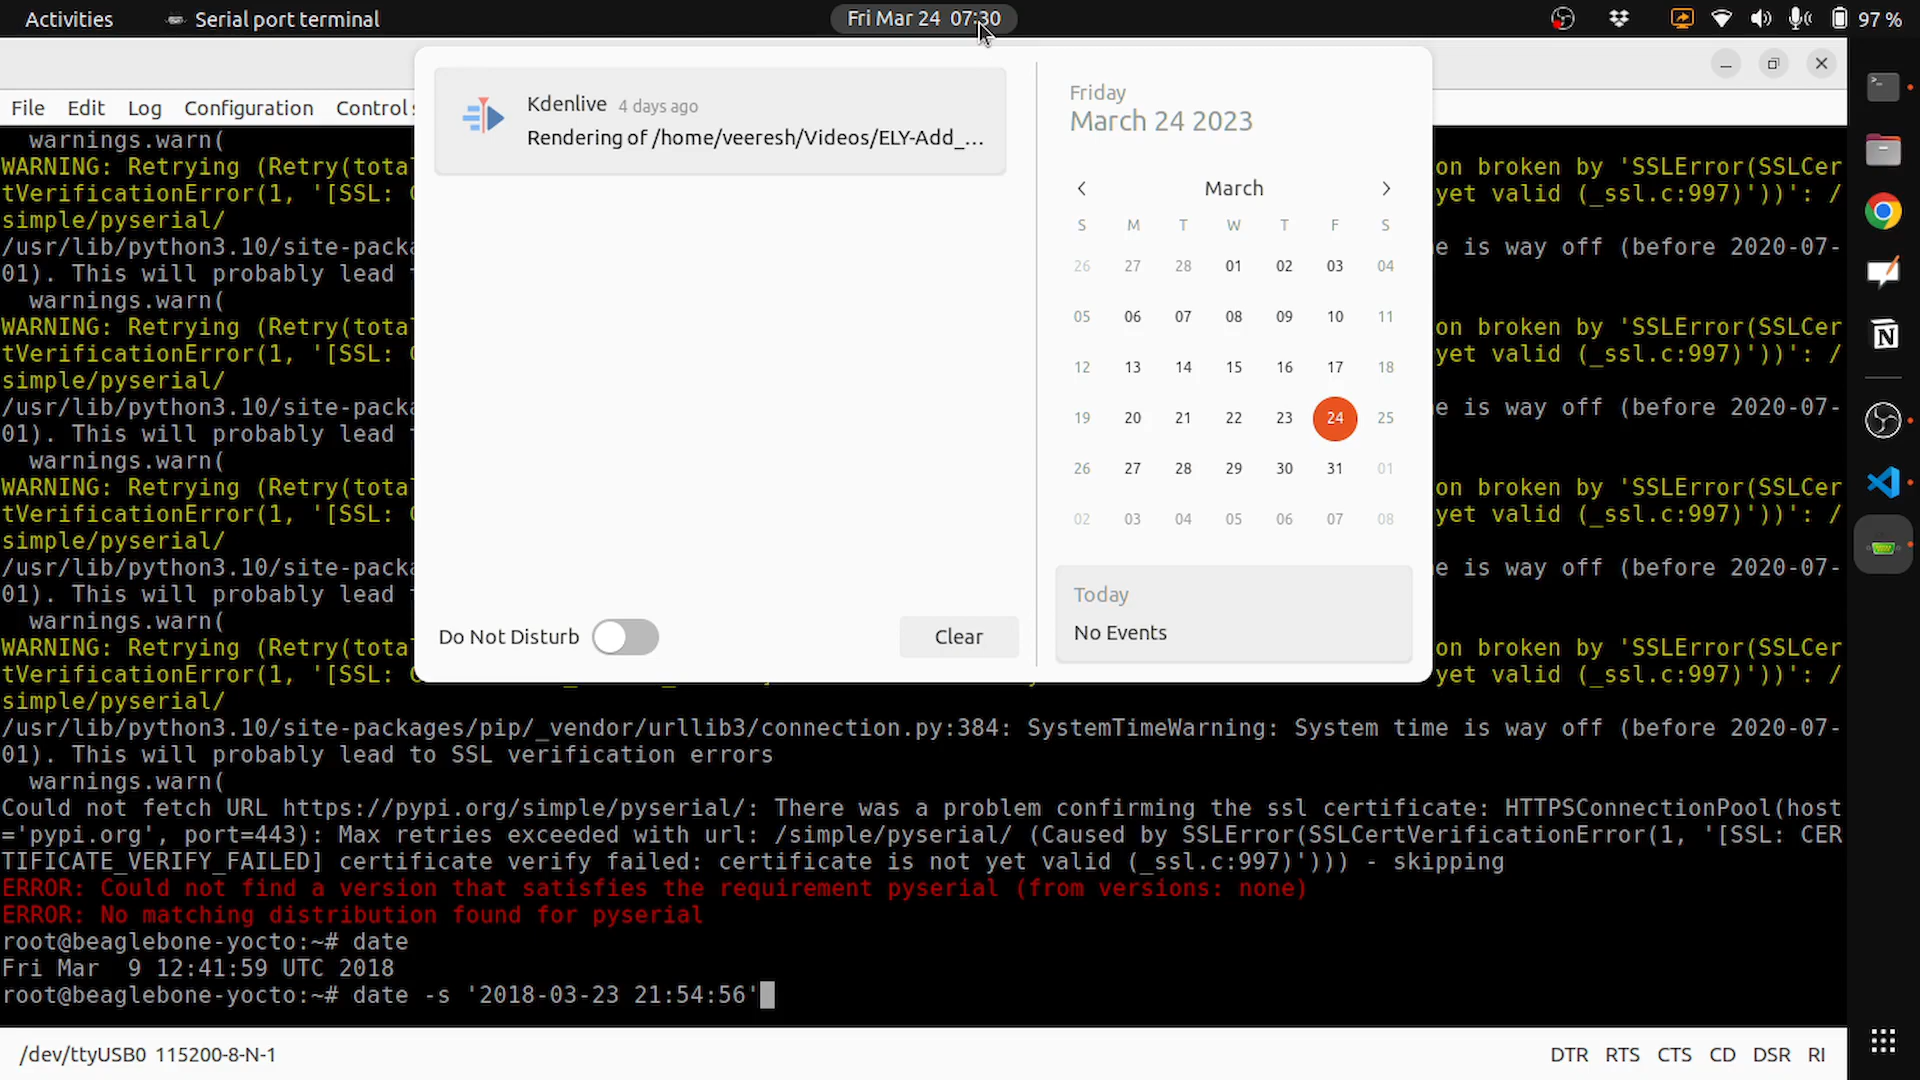 Activities Serial port terminal Fri Mar 24 07:30 97 %
File Edit Log Configuration Control
Kdenlive 4 days ago
Rendering of /home/veeresh/Videos/ELY-Add_...
Do Not Disturb Clear
Friday
March 24 2023
March
S M T W T F S
26 27 28 01 02 03 04
05 06 07 08 09 10 11
12 13 14 15 16 17 18
19 20 21 22 23 24 25
26 27 28 29 30 31 01
02 03 04 05 06 07 08
Today
No Events
warnings.warn(
WARNING: Retrying (Retry(tota on broken by 'SSLError(SSLCer
tVerificationError(1, '[SSL: yet valid (_ssl.c:997)'))': /
simple/pyserial/
/usr/lib/python3.10/site-packa e is way off (before 2020-07-
01). This will probably lead
warnings.warn(
WARNING: Retrying (Retry(tota on broken by 'SSLError(SSLCer
tVerificationError(1, '[SSL: yet valid (_ssl.c:997)'))': /
simple/pyserial/
/usr/lib/python3.10/site-packa e is way off (before 2020-07-
01). This will probably lead
warnings.warn(
WARNING: Retrying (Retry(tota on broken by 'SSLError(SSLCer
tVerificationError(1, '[SSL: yet valid (_ssl.c:997)'))': /
simple/pyserial/
/usr/lib/python3.10/site-packa e is way off (before 2020-07-
01). This will probably lead
warnings.warn(
WARNING: Retrying (Retry(tota on broken by 'SSLError(SSLCer
tVerificationError(1, '[SSL: yet valid (_ssl.c:997)'))': /
simple/pyserial/
/usr/lib/python3.10/site-packages/pip/_vendor/urllib3/connection.py:384: SystemTimeWarning: System time is way off (before 2020-07-
01). This will probably lead to SSL verification errors
warnings.warn(
Could not fetch URL https://pypi.org/simple/pyserial/: There was a problem confirming the ssl certificate: HTTPSConnectionPool(host
='pypi.org', port=443): Max retries exceeded with url: /simple/pyserial/ (Caused by SSLError(SSLCertVerificationError(1, '[SSL: CER
TIFICATE_VERIFY_FAILED] certificate verify failed: certificate is not yet valid (_ssl.c:997)'))) - skipping
ERROR: Could not find a version that satisfies the requirement pyserial (from versions: none)
ERROR: No matching distribution found for pyserial
root@beaglebone-yocto:~# date
Fri Mar  9 12:41:59 UTC 2018
root@beaglebone-yocto:~# date -s '2018-03-23 21:54:56'
/dev/ttyUSB0 115200-8-N-1 DTR RTS CTS CD DSR RI